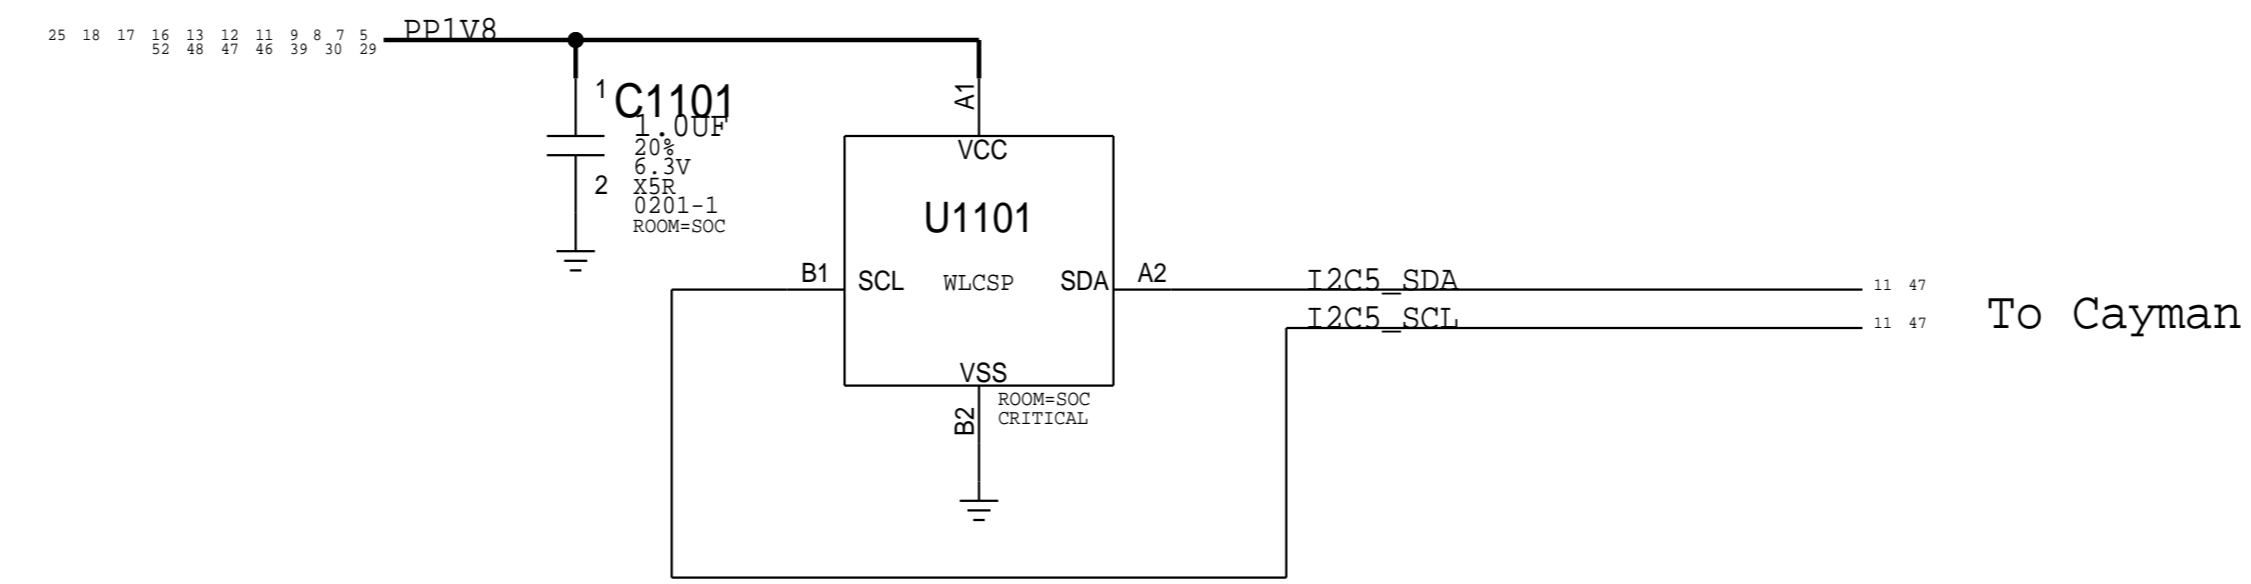 25 18 17 16 13 12 11 9 8 7 5
52 48 47 46 39 30 29
PP1V8
1
C1101
1.0UF
20%
6.3V
2
X5R
0201-1
ROOM=SOC
A1
VCC
U1101
B1
SCL
WLCSP
SDA
A2
I2C5_SDA
11 47
I2C5_SCL
11 47
To Cayman
VSS
B2
ROOM=SOC
CRITICAL